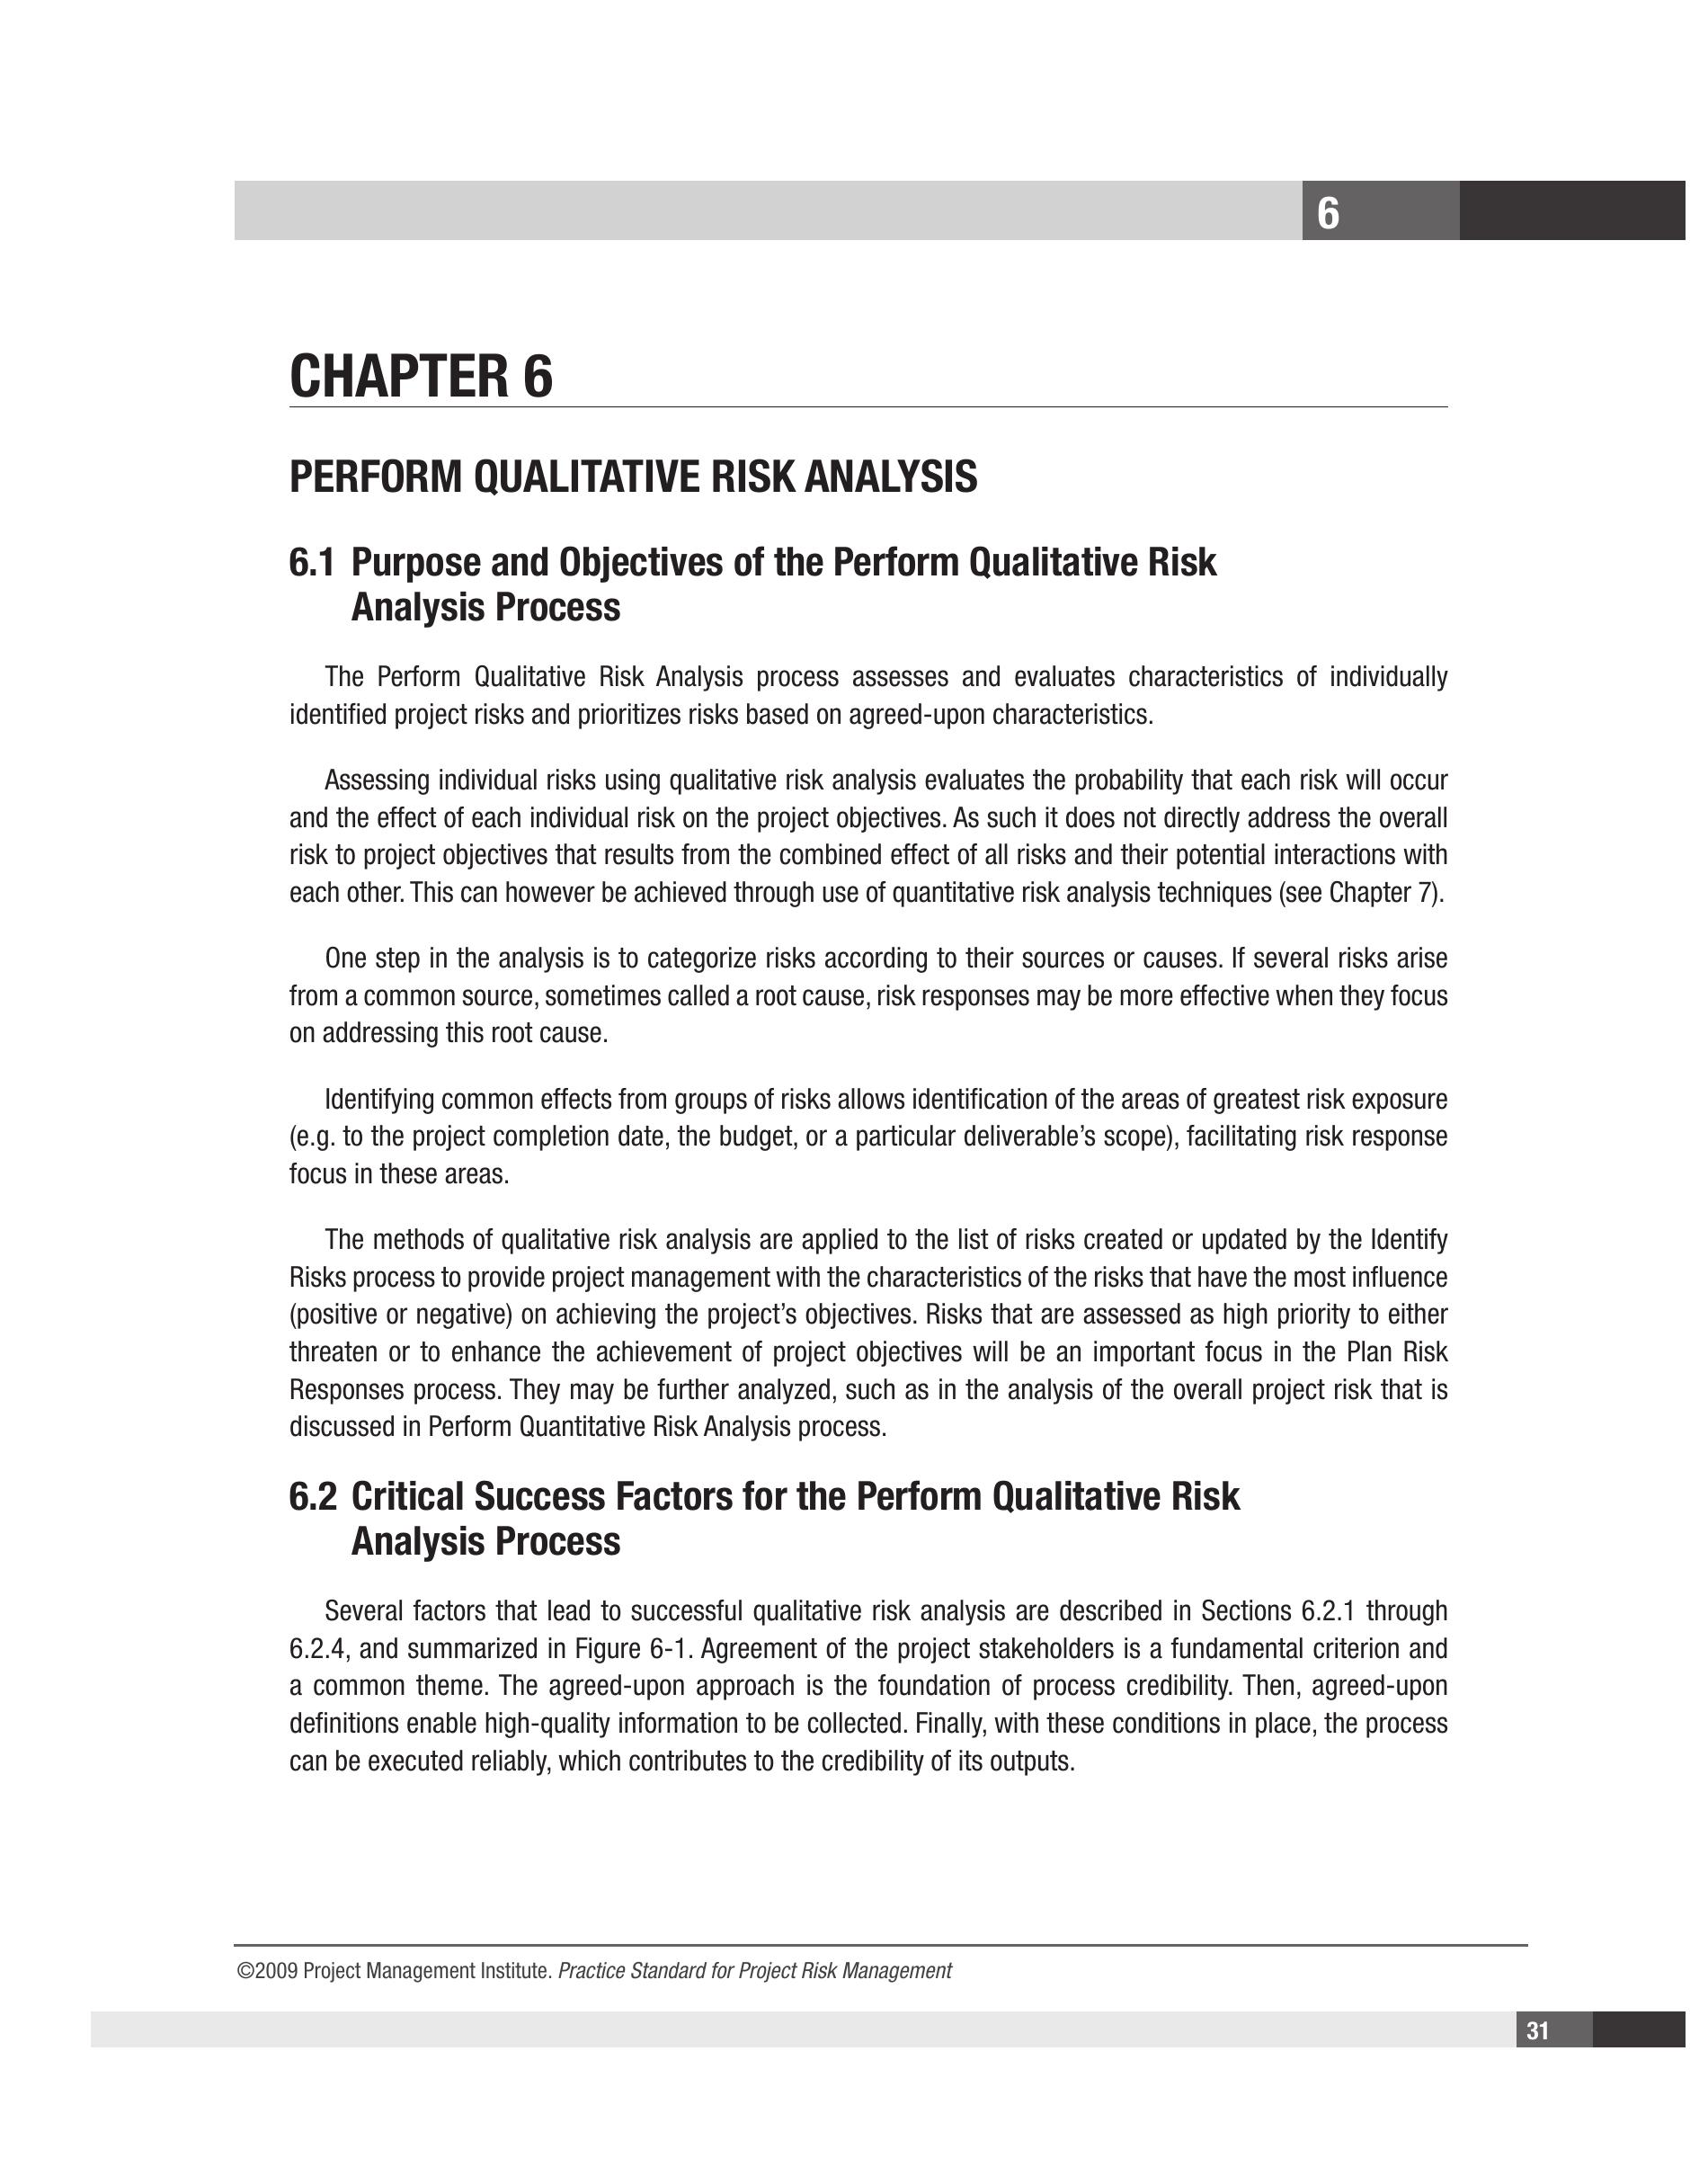 6
CHAPTER 6
PERFORM QUALITATIVE RISK ANALYSIS
6.1 Purpose and Objectives of the Perform Qualitative Risk
Analysis Process
The Perform Qualitative Risk Analysis process assesses and evaluates characteristics of individually
identified project risks and prioritizes risks based on agreed-upon characteristics.
Assessing individual risks using qualitative risk analysis evaluates the probability that each risk will occur
and the effect of each individual risk on the project objectives. As such it does not directly address the overall
risk to project objectives that results from the combined effect of all risks and their potential interactions with
each other. This can however be achieved through use of quantitative risk analysis techniques (see Chapter 7).
One step in the analysis is to categorize risks according to their sources or causes. If several risks arise
from a common source, sometimes called a root cause, risk responses may be more effective when they focus
on addressing this root cause.
Identifying common effects from groups of risks allows identification of the areas of greatest risk exposure
(e.g. to the project completion date, the budget, or a particular deliverable’s scope), facilitating risk response
focus in these areas.
The methods of qualitative risk analysis are applied to the list of risks created or updated by the Identify
Risks process to provide project management with the characteristics of the risks that have the most influence
(positive or negative) on achieving the project’s objectives. Risks that are assessed as high priority to either
threaten or to enhance the achievement of project objectives will be an important focus in the Plan Risk
Responses process. They may be further analyzed, such as in the analysis of the overall project risk that is
discussed in Perform Quantitative Risk Analysis process.
6.2 Critical Success Factors for the Perform Qualitative Risk
Analysis Process
Several factors that lead to successful qualitative risk analysis are described in Sections 6.2.1 through
6.2.4, and summarized in Figure 6-1. Agreement of the project stakeholders is a fundamental criterion and
a common theme. The agreed-upon approach is the foundation of process credibility. Then, agreed-upon
definitions enable high-quality information to be collected. Finally, with these conditions in place, the process
can be executed reliably, which contributes to the credibility of its outputs.
©2009 Project Management Institute. Practice Standard for Project Risk Management
31